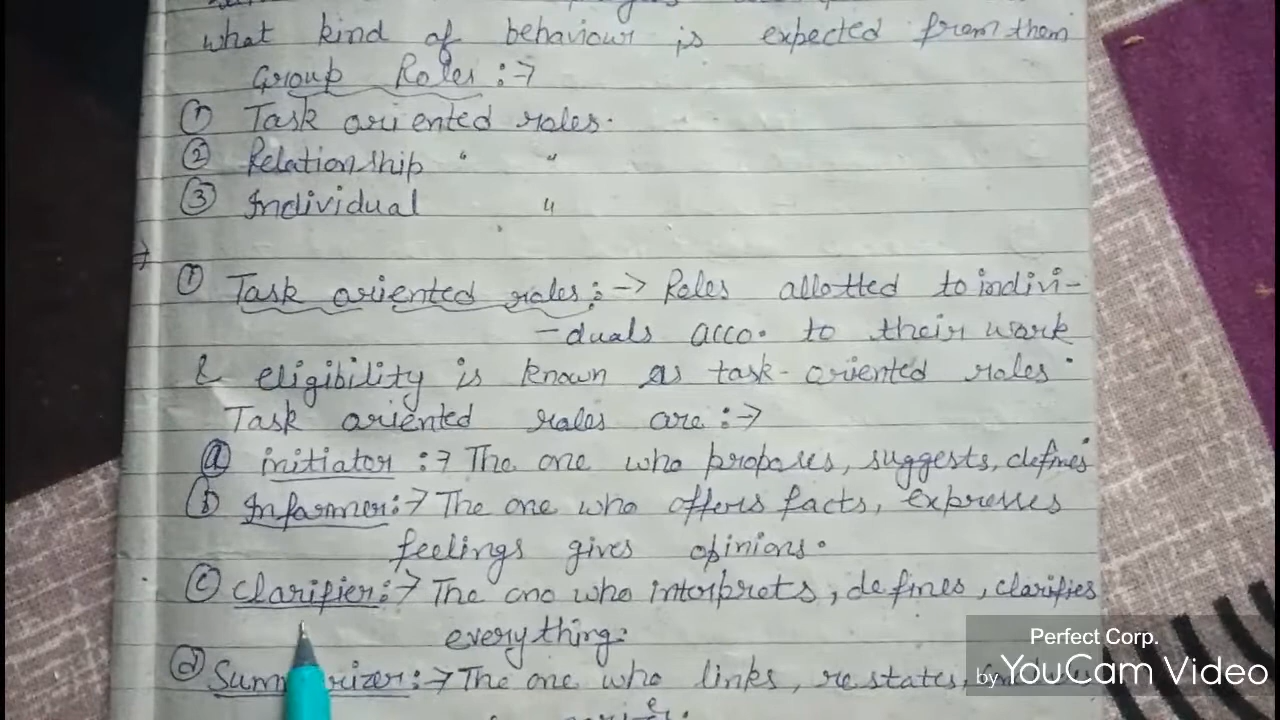 what kind of behaviour is expected from them
Group Roles :→
① Task oriented roles.
② Relationship " "
③ Individual "
⇒
① Task oriented roles :→ Roles allotted to indivi-
-duals acco. to their work
& eligibility is known as task-oriented roles.
Task oriented roles are :→
ⓐ initiator :→ The one who proposes, suggests, defines
ⓑ Informer :→ The one who offers facts, expresses
feelings gives opinions.
ⓒ Clarifier :→ The one who interprets, defines, clarifies
everything.
ⓓ :→ The one who links, restates,
Perfect Corp.
by YouCam Video